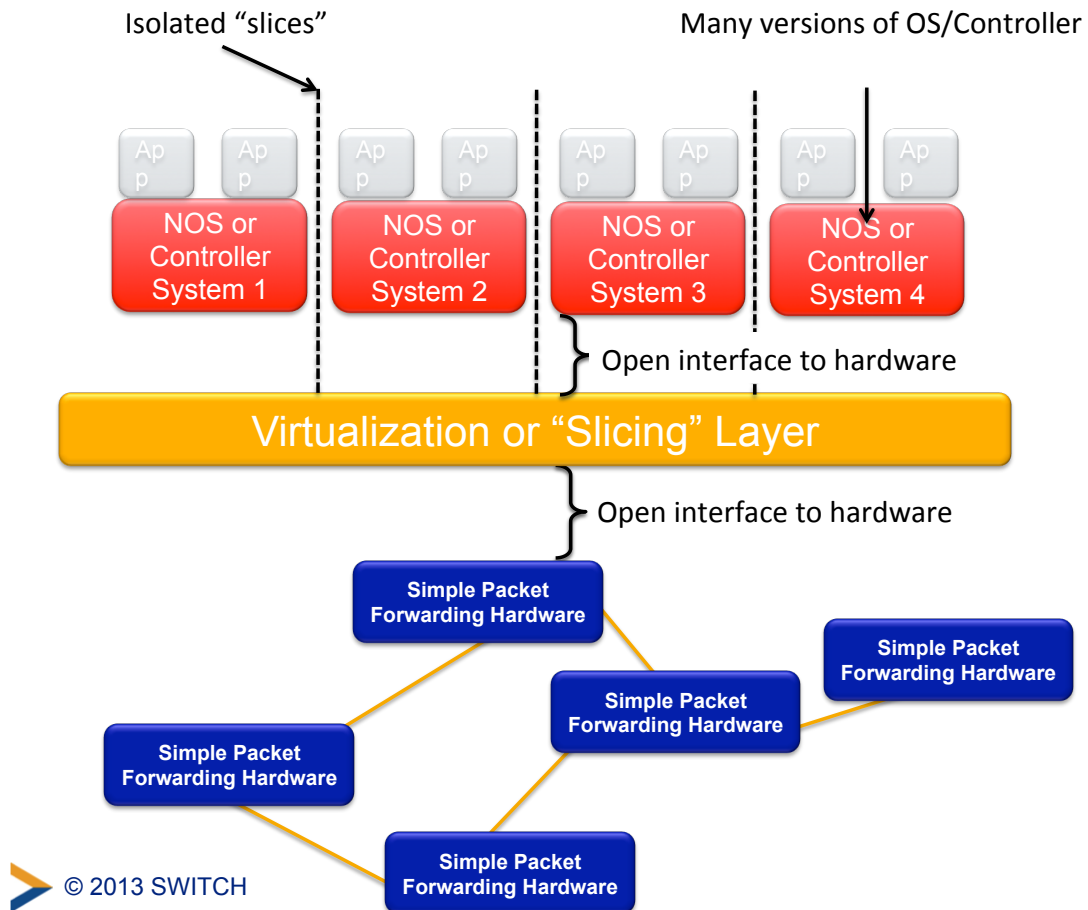 Isolated “slices”
Many versions of OS/Controller
Ap
p
Ap
p
Ap
p
Ap
p
Ap
p
Ap
p
Ap
p
Ap
p
NOS or
Controller
System 1
NOS or
Controller
System 2
NOS or
Controller
System 3
NOS or
Controller
System 4
Open interface to hardware
Virtualization or “Slicing” Layer
Open interface to hardware
Simple Packet
Forwarding Hardware
Simple Packet
Forwarding Hardware
Simple Packet
Forwarding Hardware
Simple Packet
Forwarding Hardware
Simple Packet
Forwarding Hardware
© 2013 SWITCH